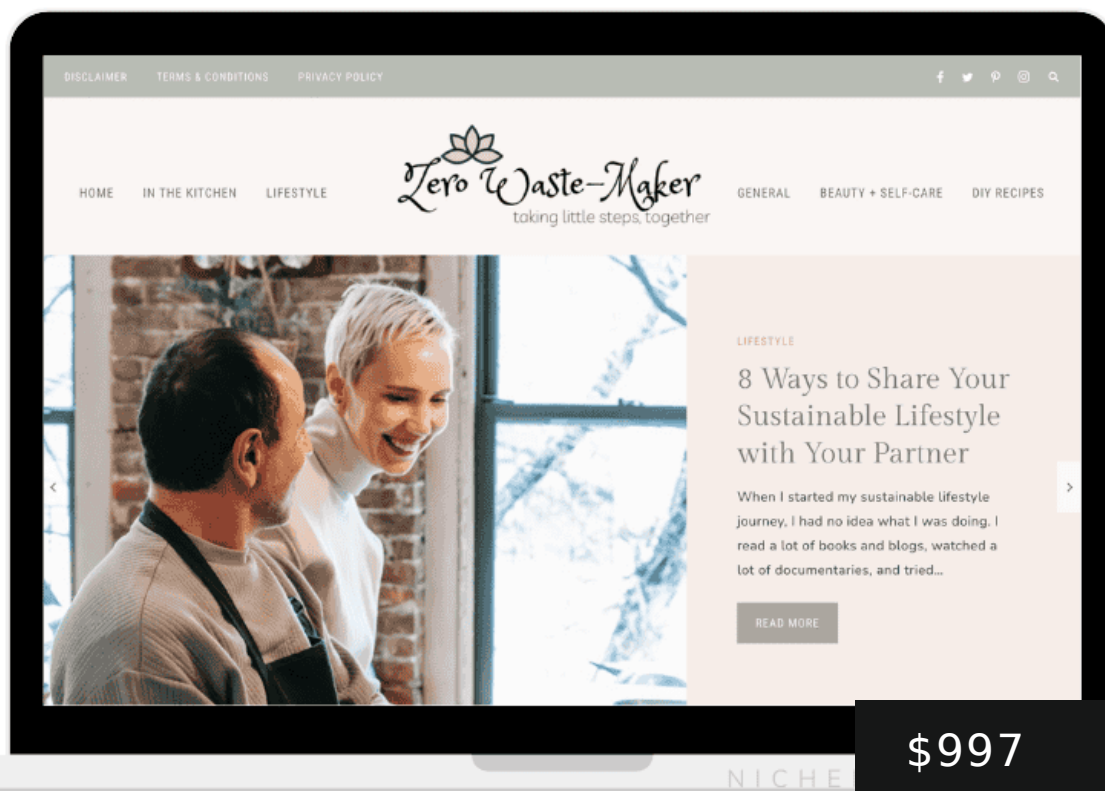 DISCLAIMER TERMS & CONDITIONS PRIVACY POLICY
HOME IN THE KITCHEN LIFESTYLE
Zero Waste-Maker
taking little steps, together
GENERAL BEAUTY + SELF-CARE DIY RECIPES
LIFESTYLE
8 Ways to Share Your
Sustainable Lifestyle
with Your Partner
When I started my sustainable lifestyle
journey, I had no idea what I was doing. I
read a lot of books and blogs, watched a
lot of documentaries, and tried...
READ MORE
$997